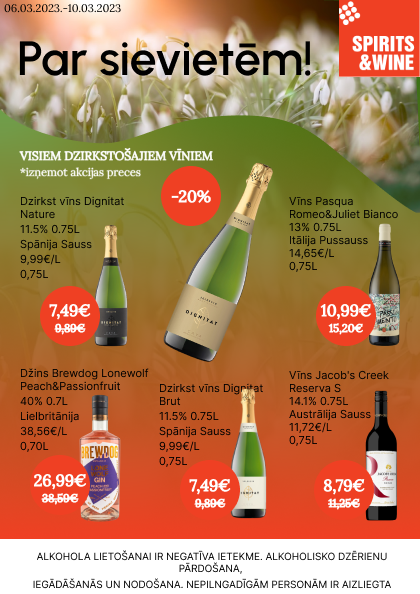 06.03.2023.-10.03.2023
SPIRITS
&WINE
Par sievietēm!
VISIEM DZIRKSTOŠAJIEM VĪNIEM
*izņemot akcijas preces
-20%
Dzirkst vīns Dignitat
Nature
11.5% 0.75L
Spānija Sauss
9,99€/L
0,75L
7,49€
9,89€
DIGNITAT
Vīns Pasqua
Romeo&Juliet Bianco
13% 0.75L
Itālija Pussauss
14,65€/L
0,75L
10,99€
15,20€
Džins Brewdog Lonewolf
Peach&Passionfruit
40% 0.7L
Lielbritānija
38,56€/L
0,70L
26,99€
38,50€
BREWDOG
GIN
Dzirkst vīns Dignitat
Brut
11.5% 0.75L
Spānija Sauss
9,99€/L
0,75L
7,49€
9,89€
DIGNITAT
Vīns Jacob's Creek
Reserva S
14.1% 0.75L
Austrālija Sauss
11,72€/L
0,75L
8,79€
11,25€
ALKOHOLA LIETOŠANAI IR NEGATĪVA IETEKME. ALKOHOLISKO DZĒRIENU
PĀRDOŠANA,
IEGĀDĀŠANĀS UN NODOŠANA. NEPILNGADĪGĀM PERSONĀM IR AIZLIEGTA